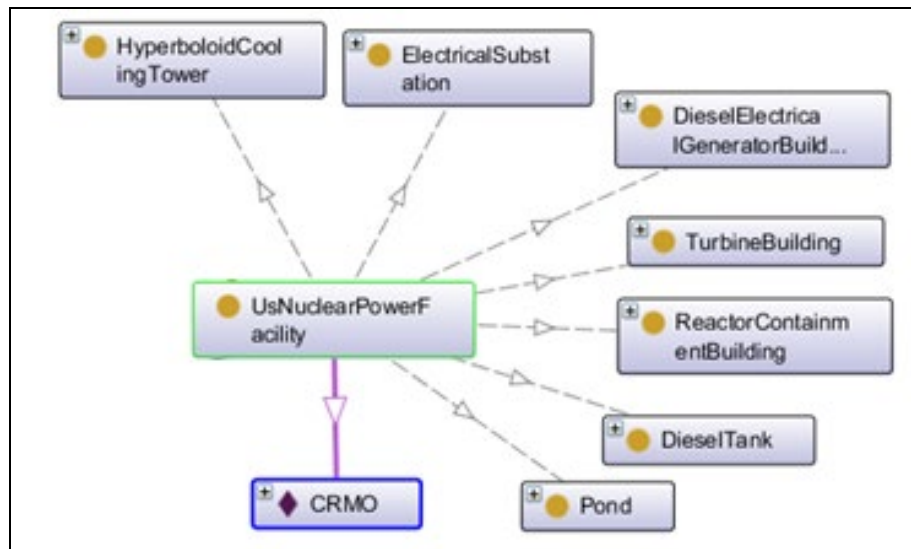 HyperboloidCool
ingTower
ElectricalSubst
ation
DieselElectrica
lGeneratorBuild...
TurbineBuilding
UsNuclearPowerF
acility
ReactorContainm
entBuilding
DieselTank
CRMO
Pond